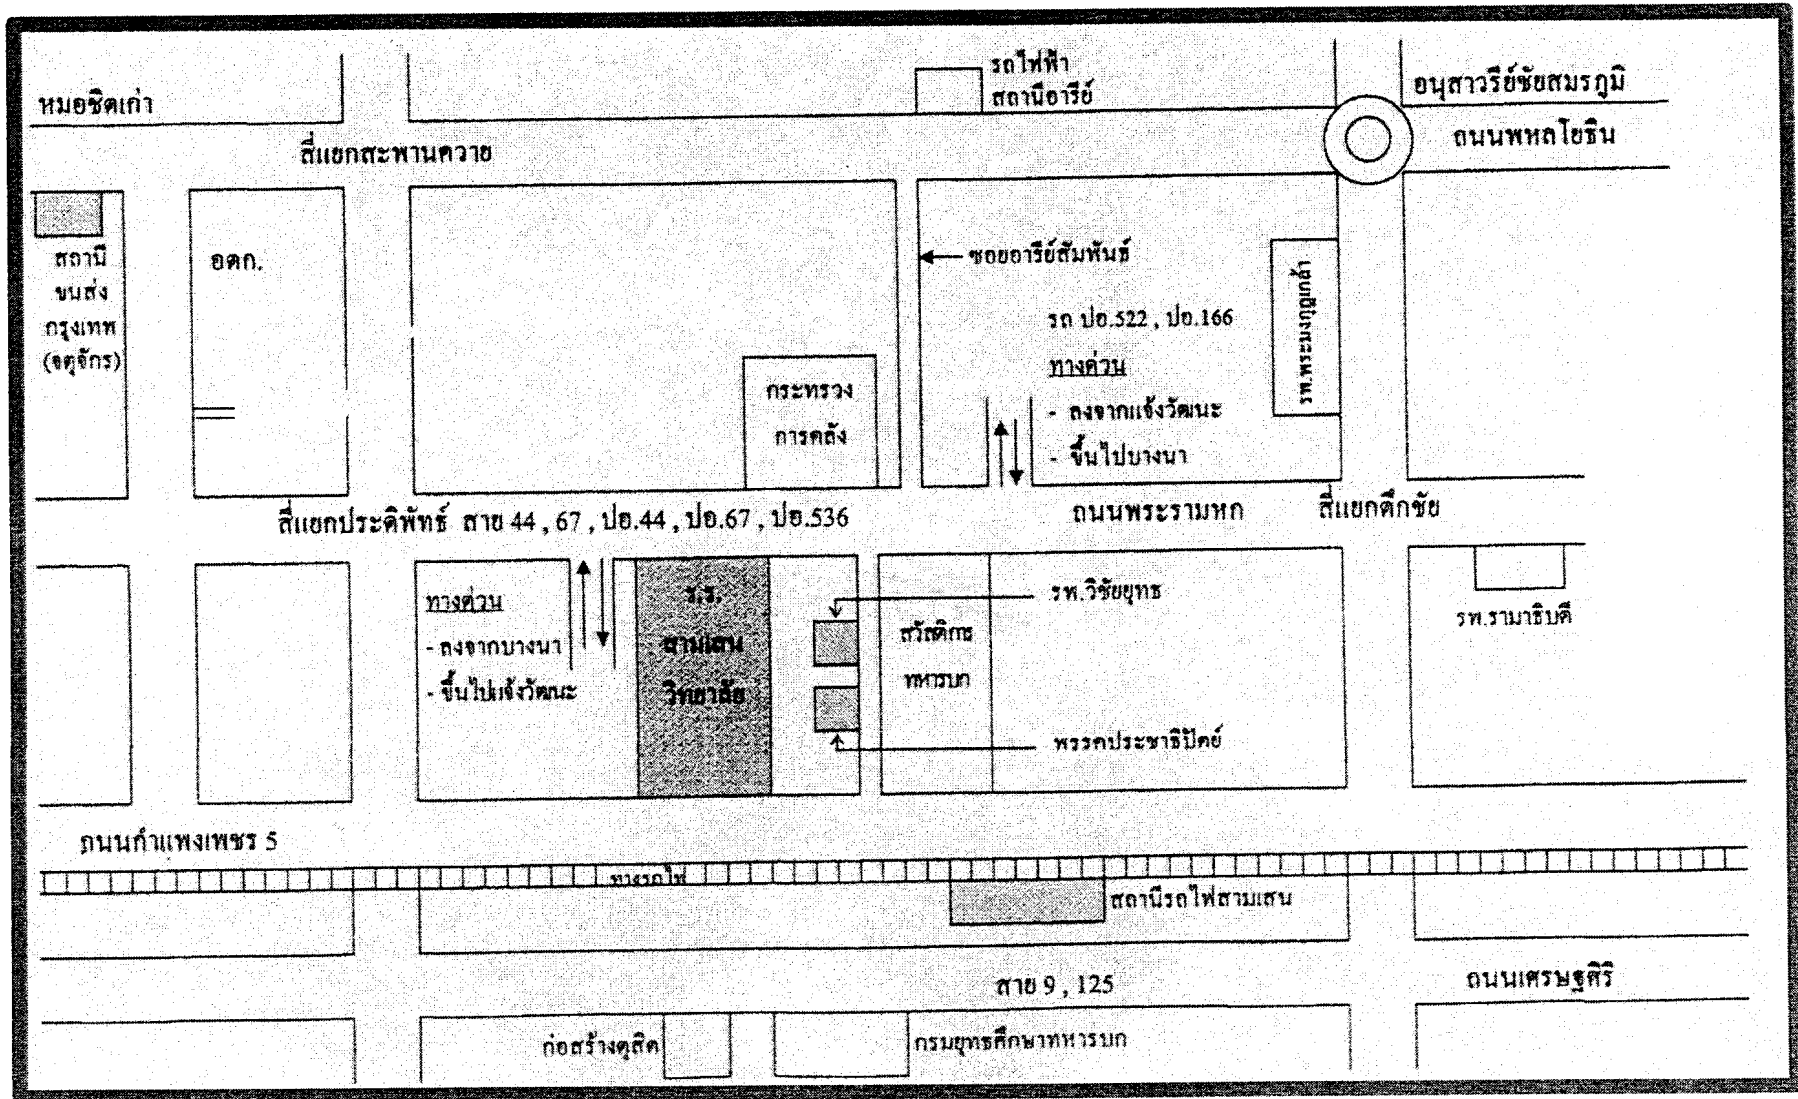 รถไฟฟ้า
สถานีอารีย์
หมอชิตเก่า
อนุสาวรีย์ชัยสมรภูมิ
ถนนพหลโยธิน
สี่แยกสะพานควาย
สถานี
ขนส่ง
กรุงเทพ
(จตุจักร)
อตก.
ซอยอารีย์สัมพันธ์
รถ ปอ.522 , ปอ.166
ทางด่วน
- ลงจากแจ้งวัฒนะ
- ขึ้นไปบางนา
รพ.พระมงกุฎเกล้า
กระทรวง
การคลัง
สี่แยกประดิพัทธ์ สาย 44 , 67 , ปอ.44 , ปอ.67 , ปอ.536
ถนนพระรามหก
สี่แยกตึกชัย
ทางด่วน
- ลงจากบางนา
- ขึ้นไปแจ้งวัฒนะ
ร.ร.
สามเสน
วิทยาลัย
รพ.วิชัยยุทธ
สวัสดิการ
ทหารบก
พรรคประชาธิปัตย์
รพ.รามาธิบดี
ถนนกำแพงเพชร 5
ทางรถไฟ
สถานีรถไฟสามเสน
สาย 9 , 125
ถนนเศรษฐศิริ
ก่อสร้างดุสิต
กรมยุทธศึกษาทหารบก